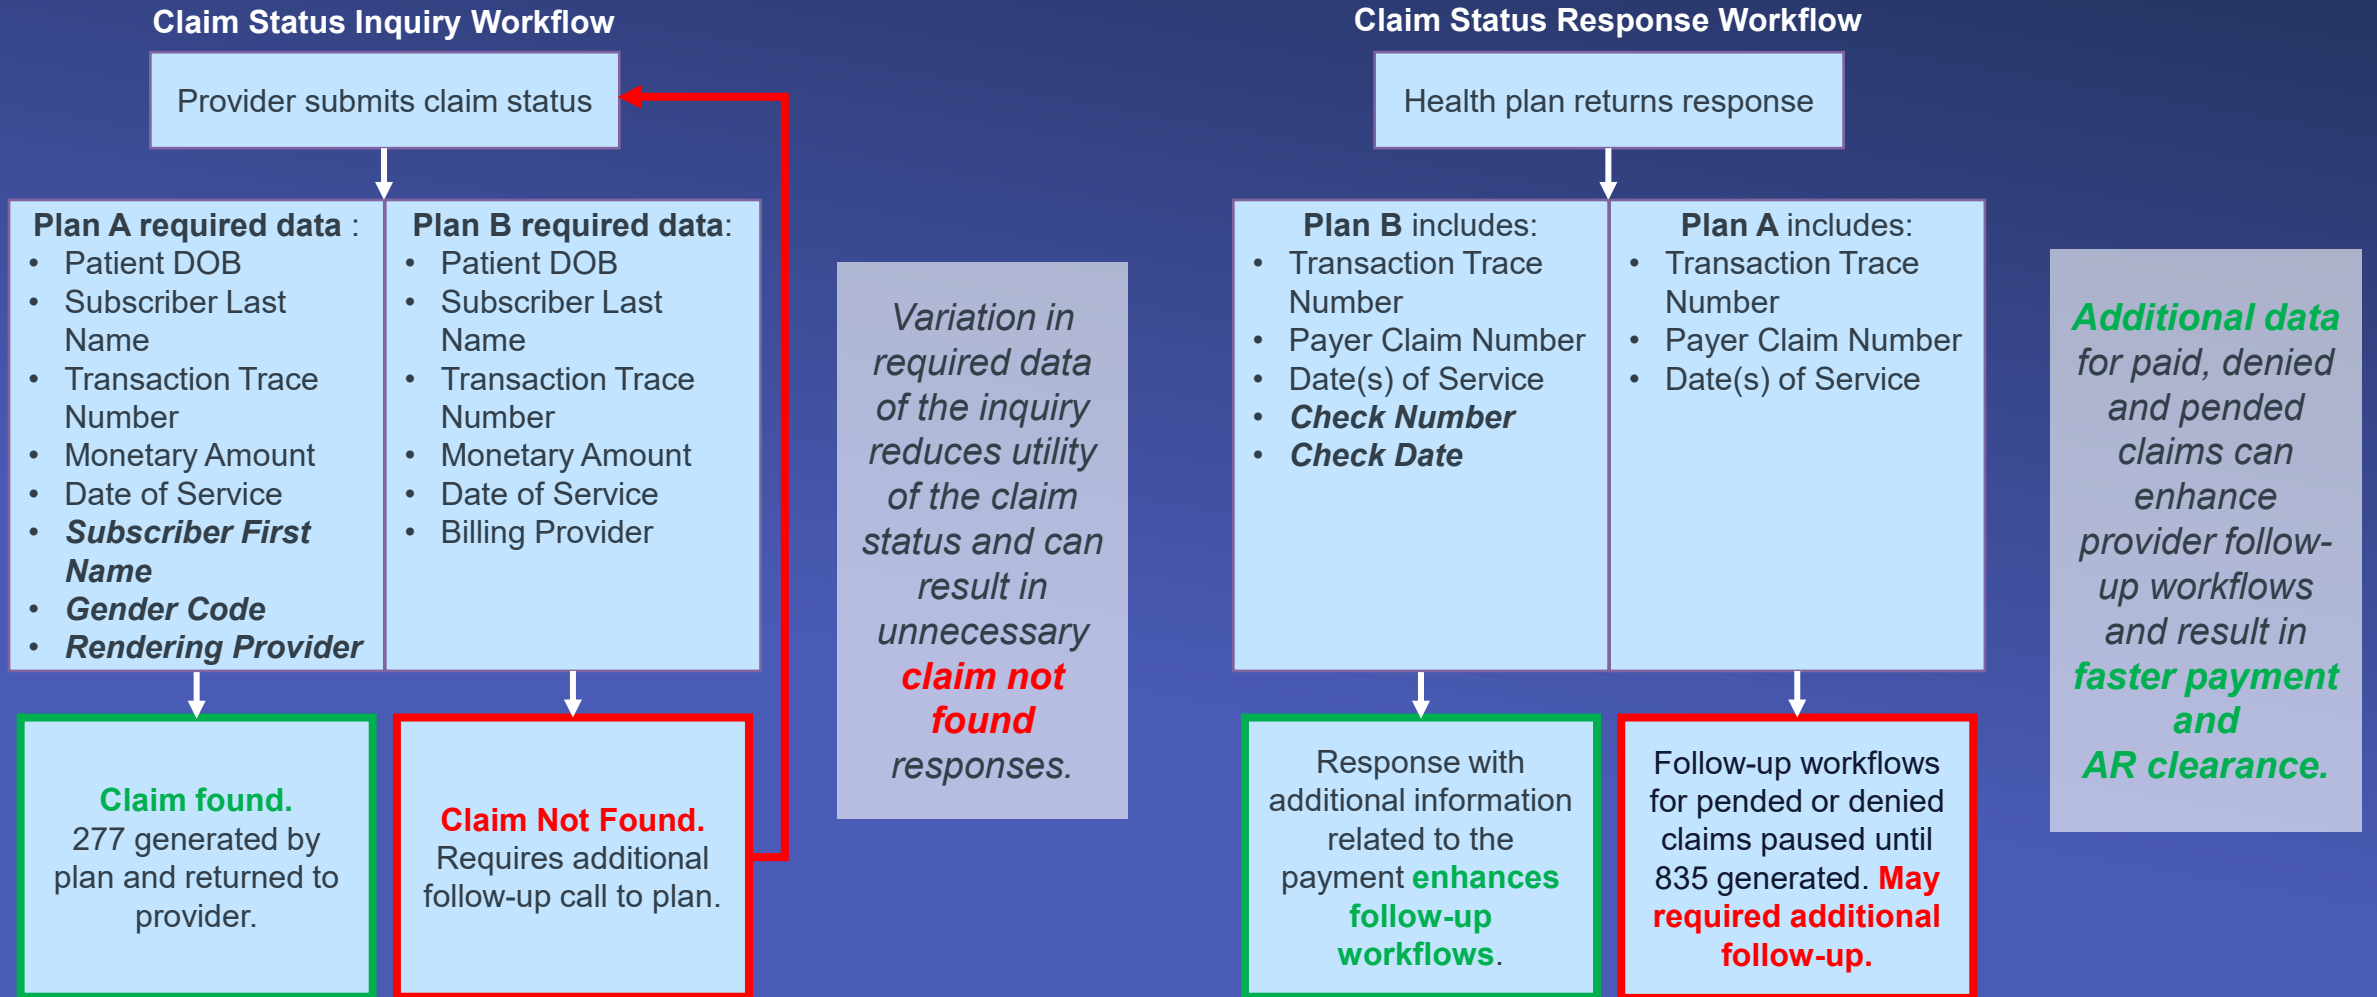 Claim Status Inquiry Workflow
Provider submits claim status
Plan A required data :
• Patient DOB
• Subscriber Last
Name
• Transaction Trace
Number
• Monetary Amount
• Date of Service
• Subscriber First
Name
• Gender Code
• Rendering Provider
Plan B required data:
• Patient DOB
• Subscriber Last
Name
• Transaction Trace
Number
• Monetary Amount
• Date of Service
• Billing Provider
Claim found.
277 generated by
plan and returned to
provider.
Claim Not Found.
Requires additional
follow-up call to plan.
Variation in
required data
of the inquiry
reduces utility
of the claim
status and can
result in
unnecessary
claim not
found
responses.
Claim Status Response Workflow
Health plan returns response
Plan B includes:
• Transaction Trace
Number
• Payer Claim Number
• Date(s) of Service
• Check Number
• Check Date
Plan A includes:
• Transaction Trace
Number
• Payer Claim Number
• Date(s) of Service
Response with
additional information
related to the
payment enhances
follow-up
workflows.
Follow-up workflows
for pended or denied
claims paused until
835 generated. May
required additional
follow-up.
Additional data
for paid, denied
and pended
claims can
enhance
provider follow-
up workflows
and result in
faster payment
and
AR clearance.